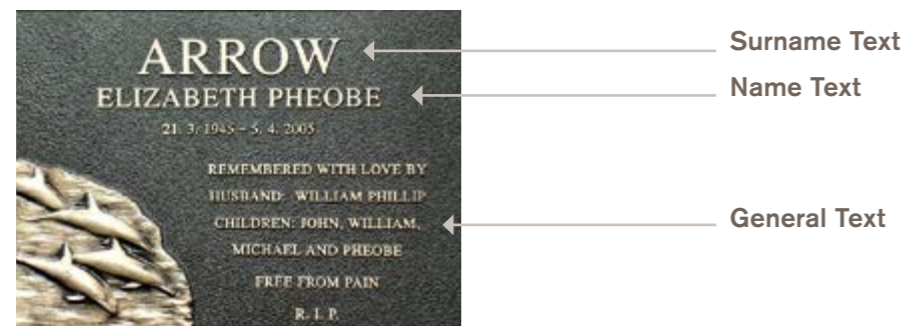 ARROW
Surname Text
ELIZABETH PHEOBE
Name Text
21. 3. 1945 – 5. 4. 2005
REMEMBERED WITH LOVE BY
HUSBAND: WILLIAM PHILLIP
CHILDREN: JOHN, WILLIAM,
General Text
MICHAEL AND PHEOBE
FREE FROM PAIN
R. I. P.